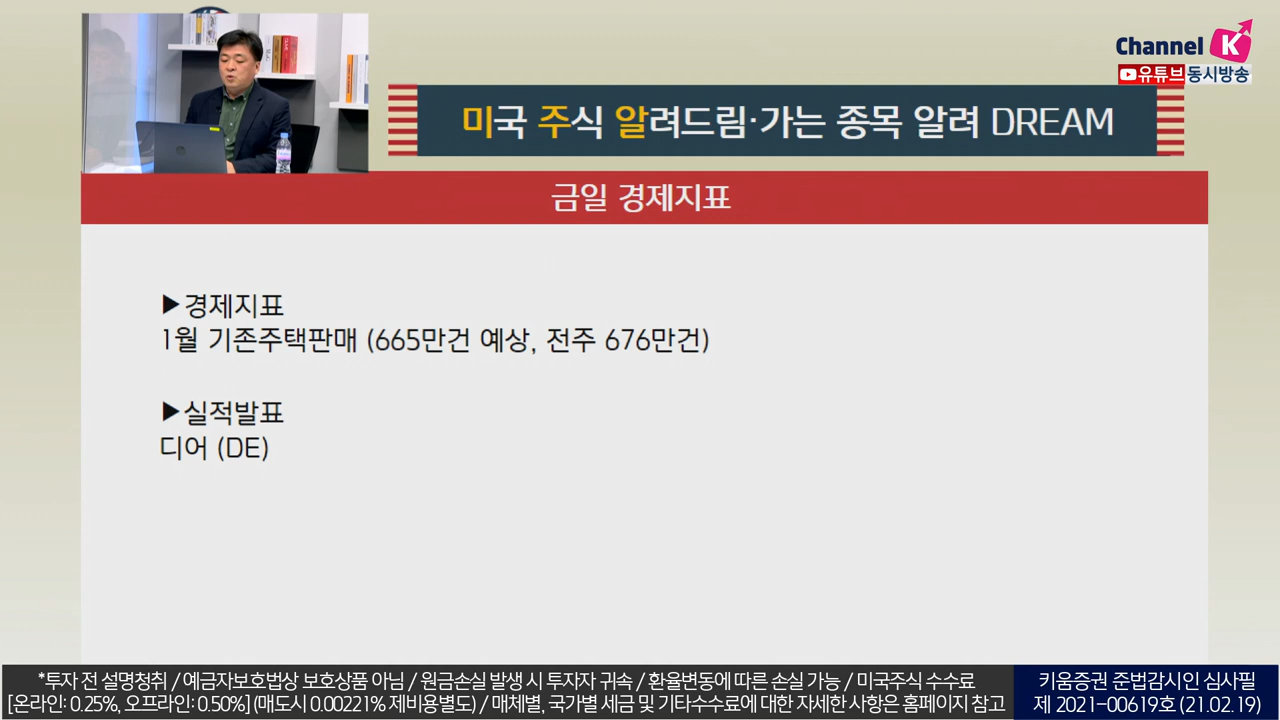 Channel K
유튜브 동시방송
미국 주식 알려드림·가는 종목 알려 DREAM
금일 경제지표
▶경제지표
1월 기존주택판매 (665만건 예상, 전주 676만건)
▶실적발표
디어 (DE)
*투자 전 설명청취 / 예금자보호법상 보호상품 아님 / 원금손실 발생 시 투자자 귀속 / 환율변동에 따른 손실 가능 / 미국주식 수수료
[온라인: 0.25%, 오프라인: 0.50%] (매도시 0.00221% 제비용별도) / 매체별, 국가별 세금 및 기타수수료에 대한 자세한 사항은 홈페이지 참고
키움증권 준법감시인 심사필
제 2021-00619호 (21.02.19)